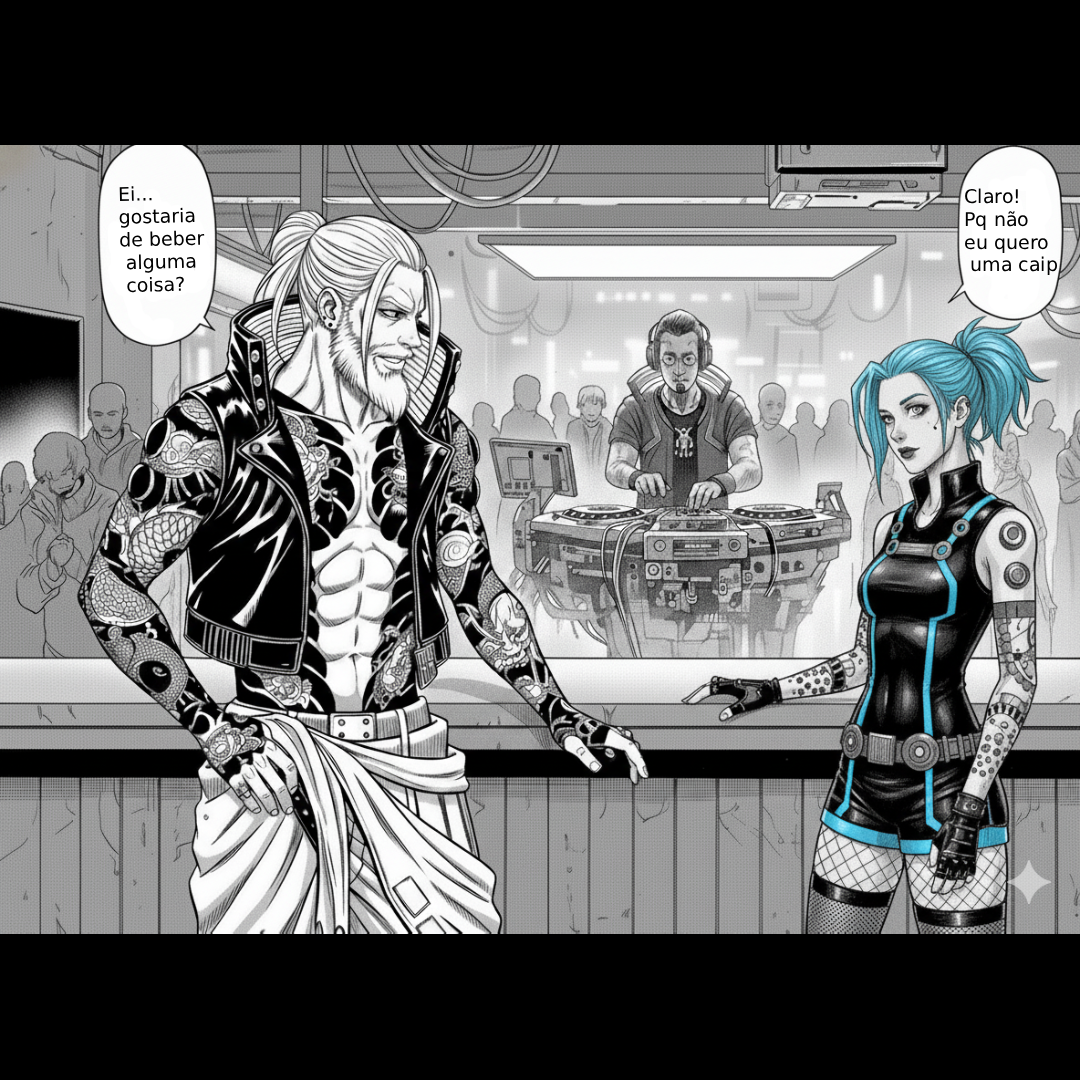 Ei...
gostaria
de beber
alguma
coisa?
Claro!
Pq não
eu quero
uma caip